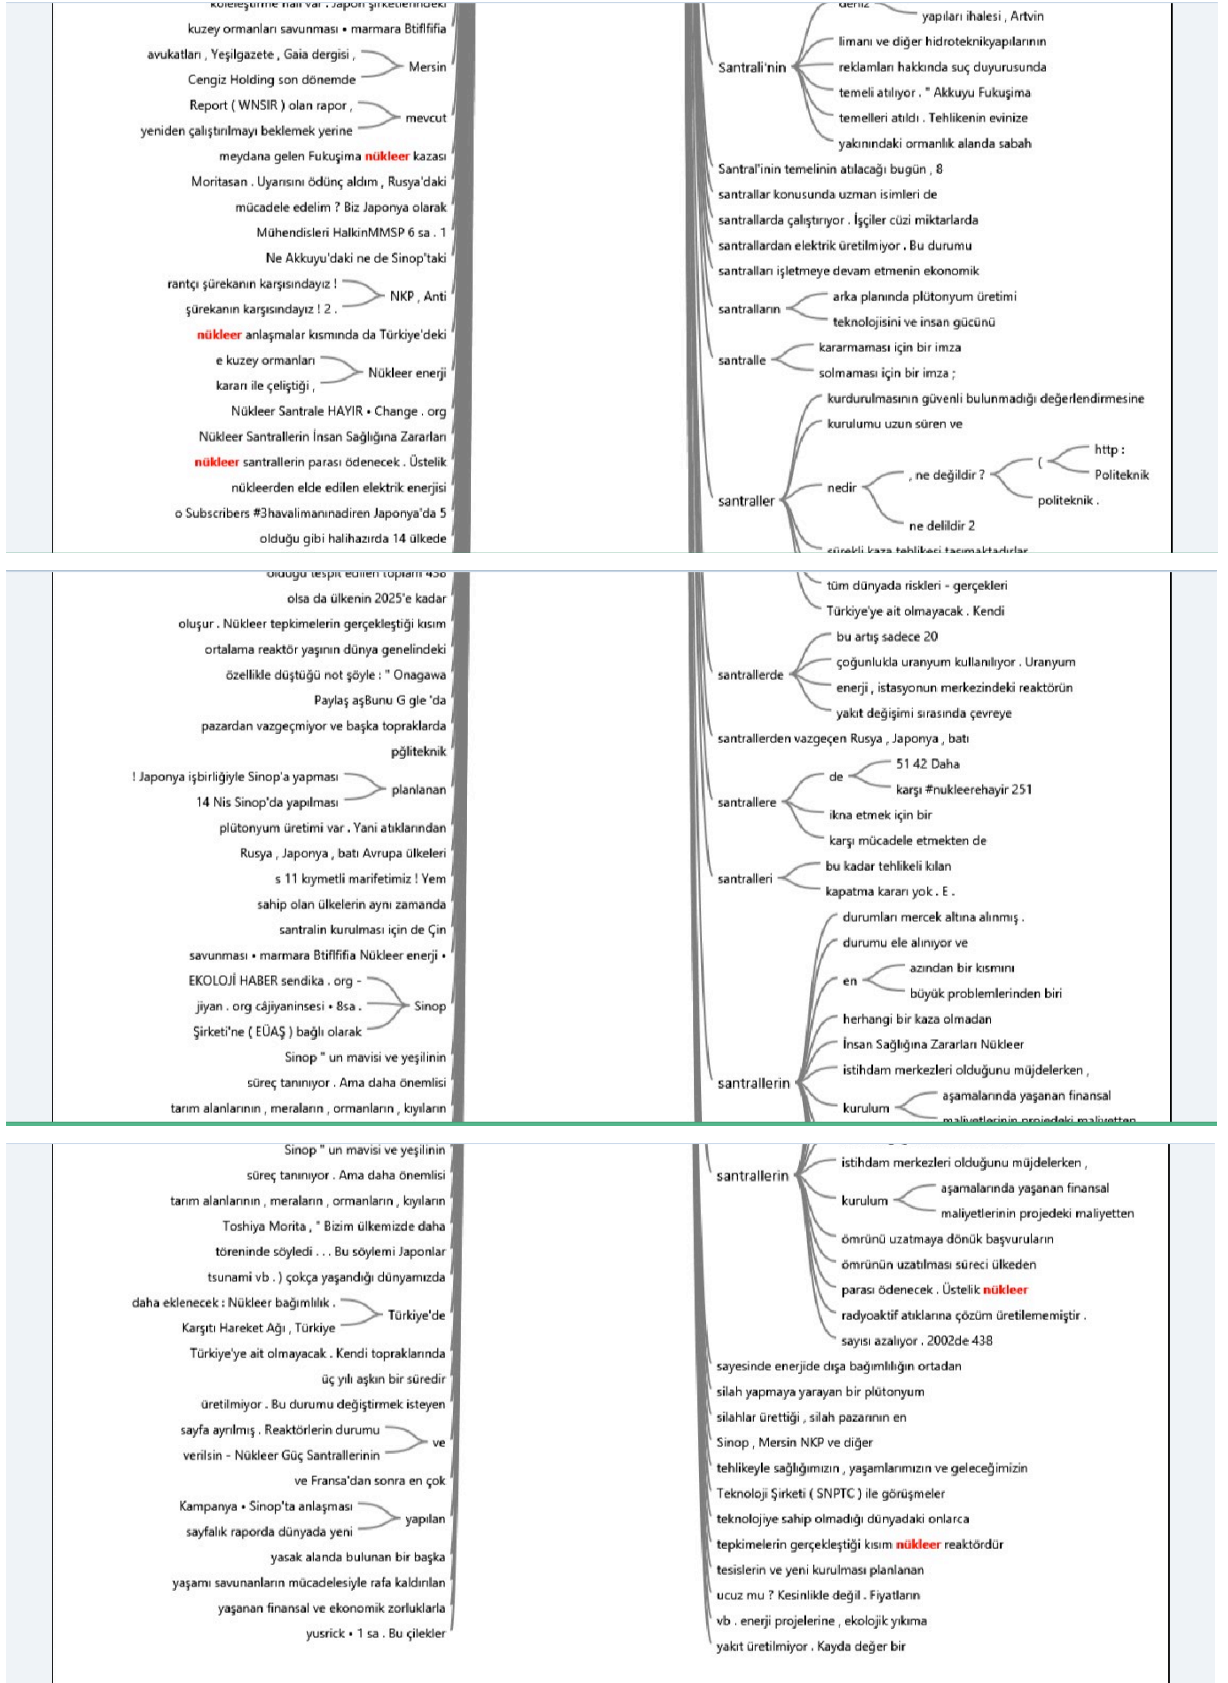 köleleştirme hali var . Japon şirketlerindeki
kuzey ormanları savunması • marmara Btiflfifia
avukatları , Yeşilgazete , Gaia dergisi ,
Mersin
Cengiz Holding son dönemde
Report ( WNSIR ) olan rapor ,
mevcut
yeniden çalıştırılmayı beklemek yerine
meydana gelen Fukuşima nükleer kazası
Moritasan . Uyarısını ödünç aldım , Rusya'daki
mücadele edelim ? Biz Japonya olarak
Mühendisleri HalkinMMSP 6 sa . 1
Ne Akkuyu'daki ne de Sinop'taki
rantçı şürekanın karşısındayız !
NKP , Anti
şürekanın karşısındayız ! 2 .
nükleer anlaşmalar kısmında da Türkiye'deki
e kuzey ormanları
Nükleer enerji
kararı ile çeliştiği ,
Nükleer Santrale HAYIR • Change . org
Nükleer Santrallerin İnsan Sağlığına Zararları
nükleer santrallerin parası ödenecek . Üstelik
nükleerden elde edilen elektrik enerjisi
o Subscribers #3havalimanınadiren Japonya'da 5
olduğu gibi halihazırda 14 ülkede
deniz
yapıları ihalesi , Artvin
limanı ve diğer hidroteknikyapılarının
Santrali'nin
reklamları hakkında suç duyurusunda
temeli atılıyor . " Akkuyu Fukuşima
temelleri atıldı . Tehlikenin evinize
yakınındaki ormanlık alanda sabah
Santral'inin temelinin atılacağı bugün , 8
santrallar konusunda uzman isimleri de
santrallarda çalıştırıyor . İşçiler cüzi miktarlarda
santrallardan elektrik üretilmiyor . Bu durumu
santralları işletmeye devam etmenin ekonomik
arka planında plütonyum üretimi
santralların
teknolojisini ve insan gücünü
kararmaması için bir imza
santralle
solmaması için bir imza ;
kurdurulmasının güvenli bulunmadığı değerlendirmesine
kurulumu uzun süren ve
http :
, ne değildir ?
(
Politeknik
nedir
santraller
politeknik .
ne delildir 2
sürekli kaza tehlikesi taşımaktadırlar
olduğu tespit edilen toplam 438
olsa da ülkenin 2025'e kadar
oluşur . Nükleer tepkimelerin gerçekleştiği kısım
ortalama reaktör yaşının dünya genelindeki
özellikle düştüğü not şöyle : " Onagawa
Paylaş aşBunu G gle 'da
pazardan vazgeçmiyor ve başka topraklarda
pğliteknik
! Japonya işbirliğiyle Sinop'a yapması
planlanan
14 Nis Sinop'da yapılması
plütonyum üretimi var . Yani atıklarından
Rusya , Japonya , batı Avrupa ülkeleri
s 11 kıymetli marifetimiz ! Yem
sahip olan ülkelerin aynı zamanda
santralin kurulması için de Çin
savunması • marmara Btiflfifia Nükleer enerji •
EKOLOJİ HABER sendika . org -
jiyan . org câjiyaninsesi • 8sa .
Sinop
Şirketi'ne ( EÜAŞ ) bağlı olarak
Sinop " un mavisi ve yeşilinin
süreç tanınıyor . Ama daha önemlisi
tarım alanlarının , meraların , ormanların , kıyıların
tüm dünyada riskleri - gerçekleri
Türkiye'ye ait olmayacak . Kendi
bu artış sadece 20
çoğunlukla uranyum kullanılıyor . Uranyum
santrallerde
enerji , istasyonun merkezindeki reaktörün
yakıt değişimi sırasında çevreye
santrallerden vazgeçen Rusya , Japonya , batı
51 42 Daha
de
karşı #nukleerehayir 251
santrallere
ikna etmek için bir
karşı mücadele etmekten de
bu kadar tehlikeli kılan
santralleri
kapatma kararı yok . E .
durumları mercek altına alınmış .
durumu ele alınıyor ve
azından bir kısmını
en
büyük problemlerinden biri
herhangi bir kaza olmadan
İnsan Sağlığına Zararları Nükleer
istihdam merkezleri olduğunu müjdelerken ,
santrallerin
aşamalarında yaşanan finansal
kurulum
maliyetlerinin projedeki maliyetten
Sinop " un mavisi ve yeşilinin
süreç tanınıyor . Ama daha önemlisi
tarım alanlarının , meraların , ormanların , kıyıların
Toshiya Morita , " Bizim ülkemizde daha
töreninde söyledi . . . Bu söylemi Japonlar
tsunami vb . ) çokça yaşandığı dünyamızda
daha eklenecek : Nükleer bağımlılık .
Türkiye'de
Karşıtı Hareket Ağı , Türkiye
Türkiye'ye ait olmayacak . Kendi topraklarında
üç yılı aşkın bir süredir
üretilmiyor . Bu durumu değiştirmek isteyen
sayfa ayrılmış . Reaktörlerin durumu
ve
verilsin - Nükleer Güç Santrallerinin
ve Fransa'dan sonra en çok
Kampanya • Sinop'ta anlaşması
yapılan
sayfalık raporda dünyada yeni
yasak alanda bulunan bir başka
yaşamı savunanların mücadelesiyle rafa kaldırılan
yaşanan finansal ve ekonomik zorluklarla
yusrick • 1 sa . Bu çilekler
istihdam merkezleri olduğunu müjdelerken ,
santrallerin
aşamalarında yaşanan finansal
kurulum
maliyetlerinin projedeki maliyetten
ömrünü uzatmaya dönük başvuruların
ömrünün uzatılması süreci ülkeden
parası ödenecek . Üstelik nükleer
radyoaktif atıklarına çözüm üretilememiştir .
sayısı azalıyor . 2002de 438
sayesinde enerjide dışa bağımlılığın ortadan
silah yapmaya yarayan bir plütonyum
silahlar ürettiği , silah pazarının en
Sinop , Mersin NKP ve diğer
tehlikeyle sağlığımızın , yaşamlarımızın ve geleceğimizin
Teknoloji Şirketi ( SNPTC ) ile görüşmeler
teknolojiye sahip olmadığı dünyadaki onlarca
tepkimelerin gerçekleştiği kısım nükleer reaktördür
tesislerin ve yeni kurulması planlanan
ucuz mu ? Kesinlikle değil . Fiyatların
vb . enerji projelerine , ekolojik yıkıma
yakıt üretilmiyor . Kayda değer bir